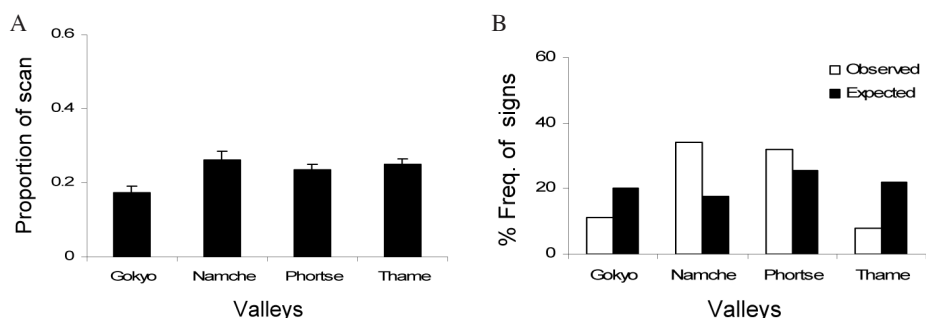 A
Proportion of scan
0.6
0.4
0.2
0
Gokyo Namche Phortse Thame
Valleys
B
% Freq. of signs
60
40
20
0
Observed
Expected
Gokyo Namche Phortse Thame
Valleys